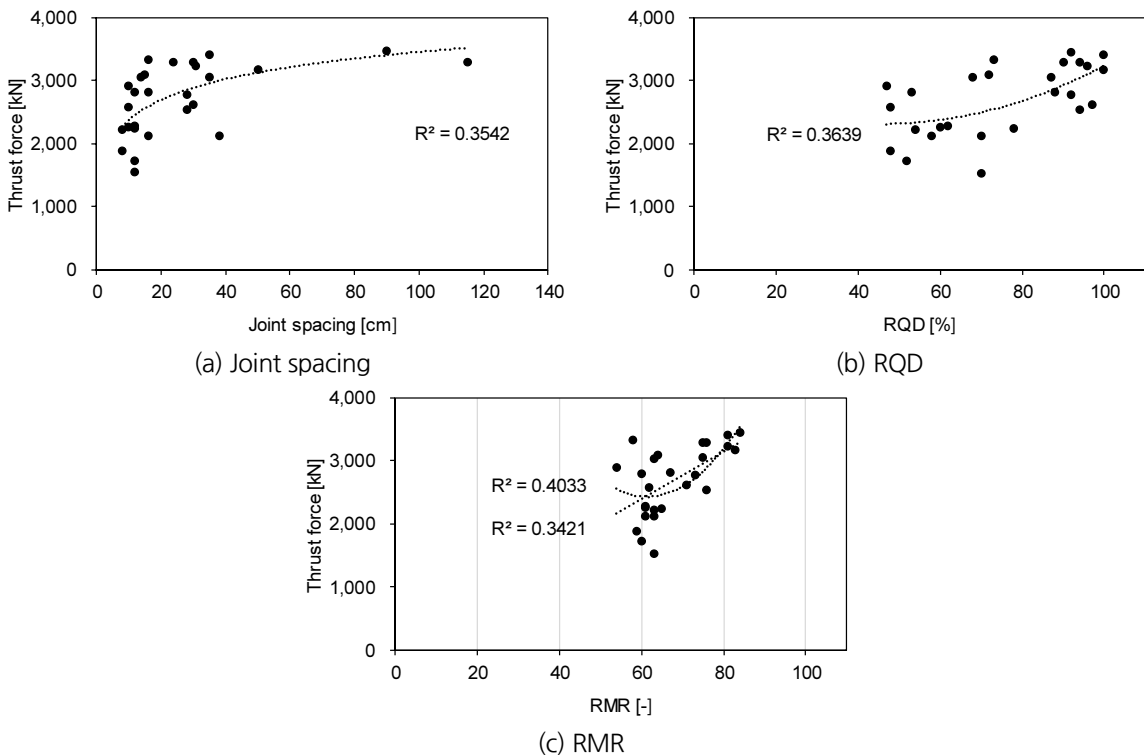 4,000
3,000
2,000
1,000
0
Thrust force [kN]
R² = 0.3542
0 20 40 60 80 100 120 140
Joint spacing [cm]
(a) Joint spacing
4,000
3,000
2,000
1,000
0
Thrust force [kN]
R² = 0.3639
0 20 40 60 80 100
RQD [%]
(b) RQD
4,000
3,000
2,000
1,000
0
Thrust force [kN]
R² = 0.4033
R² = 0.3421
0 20 40 60 80 100
RMR [-]
(c) RMR